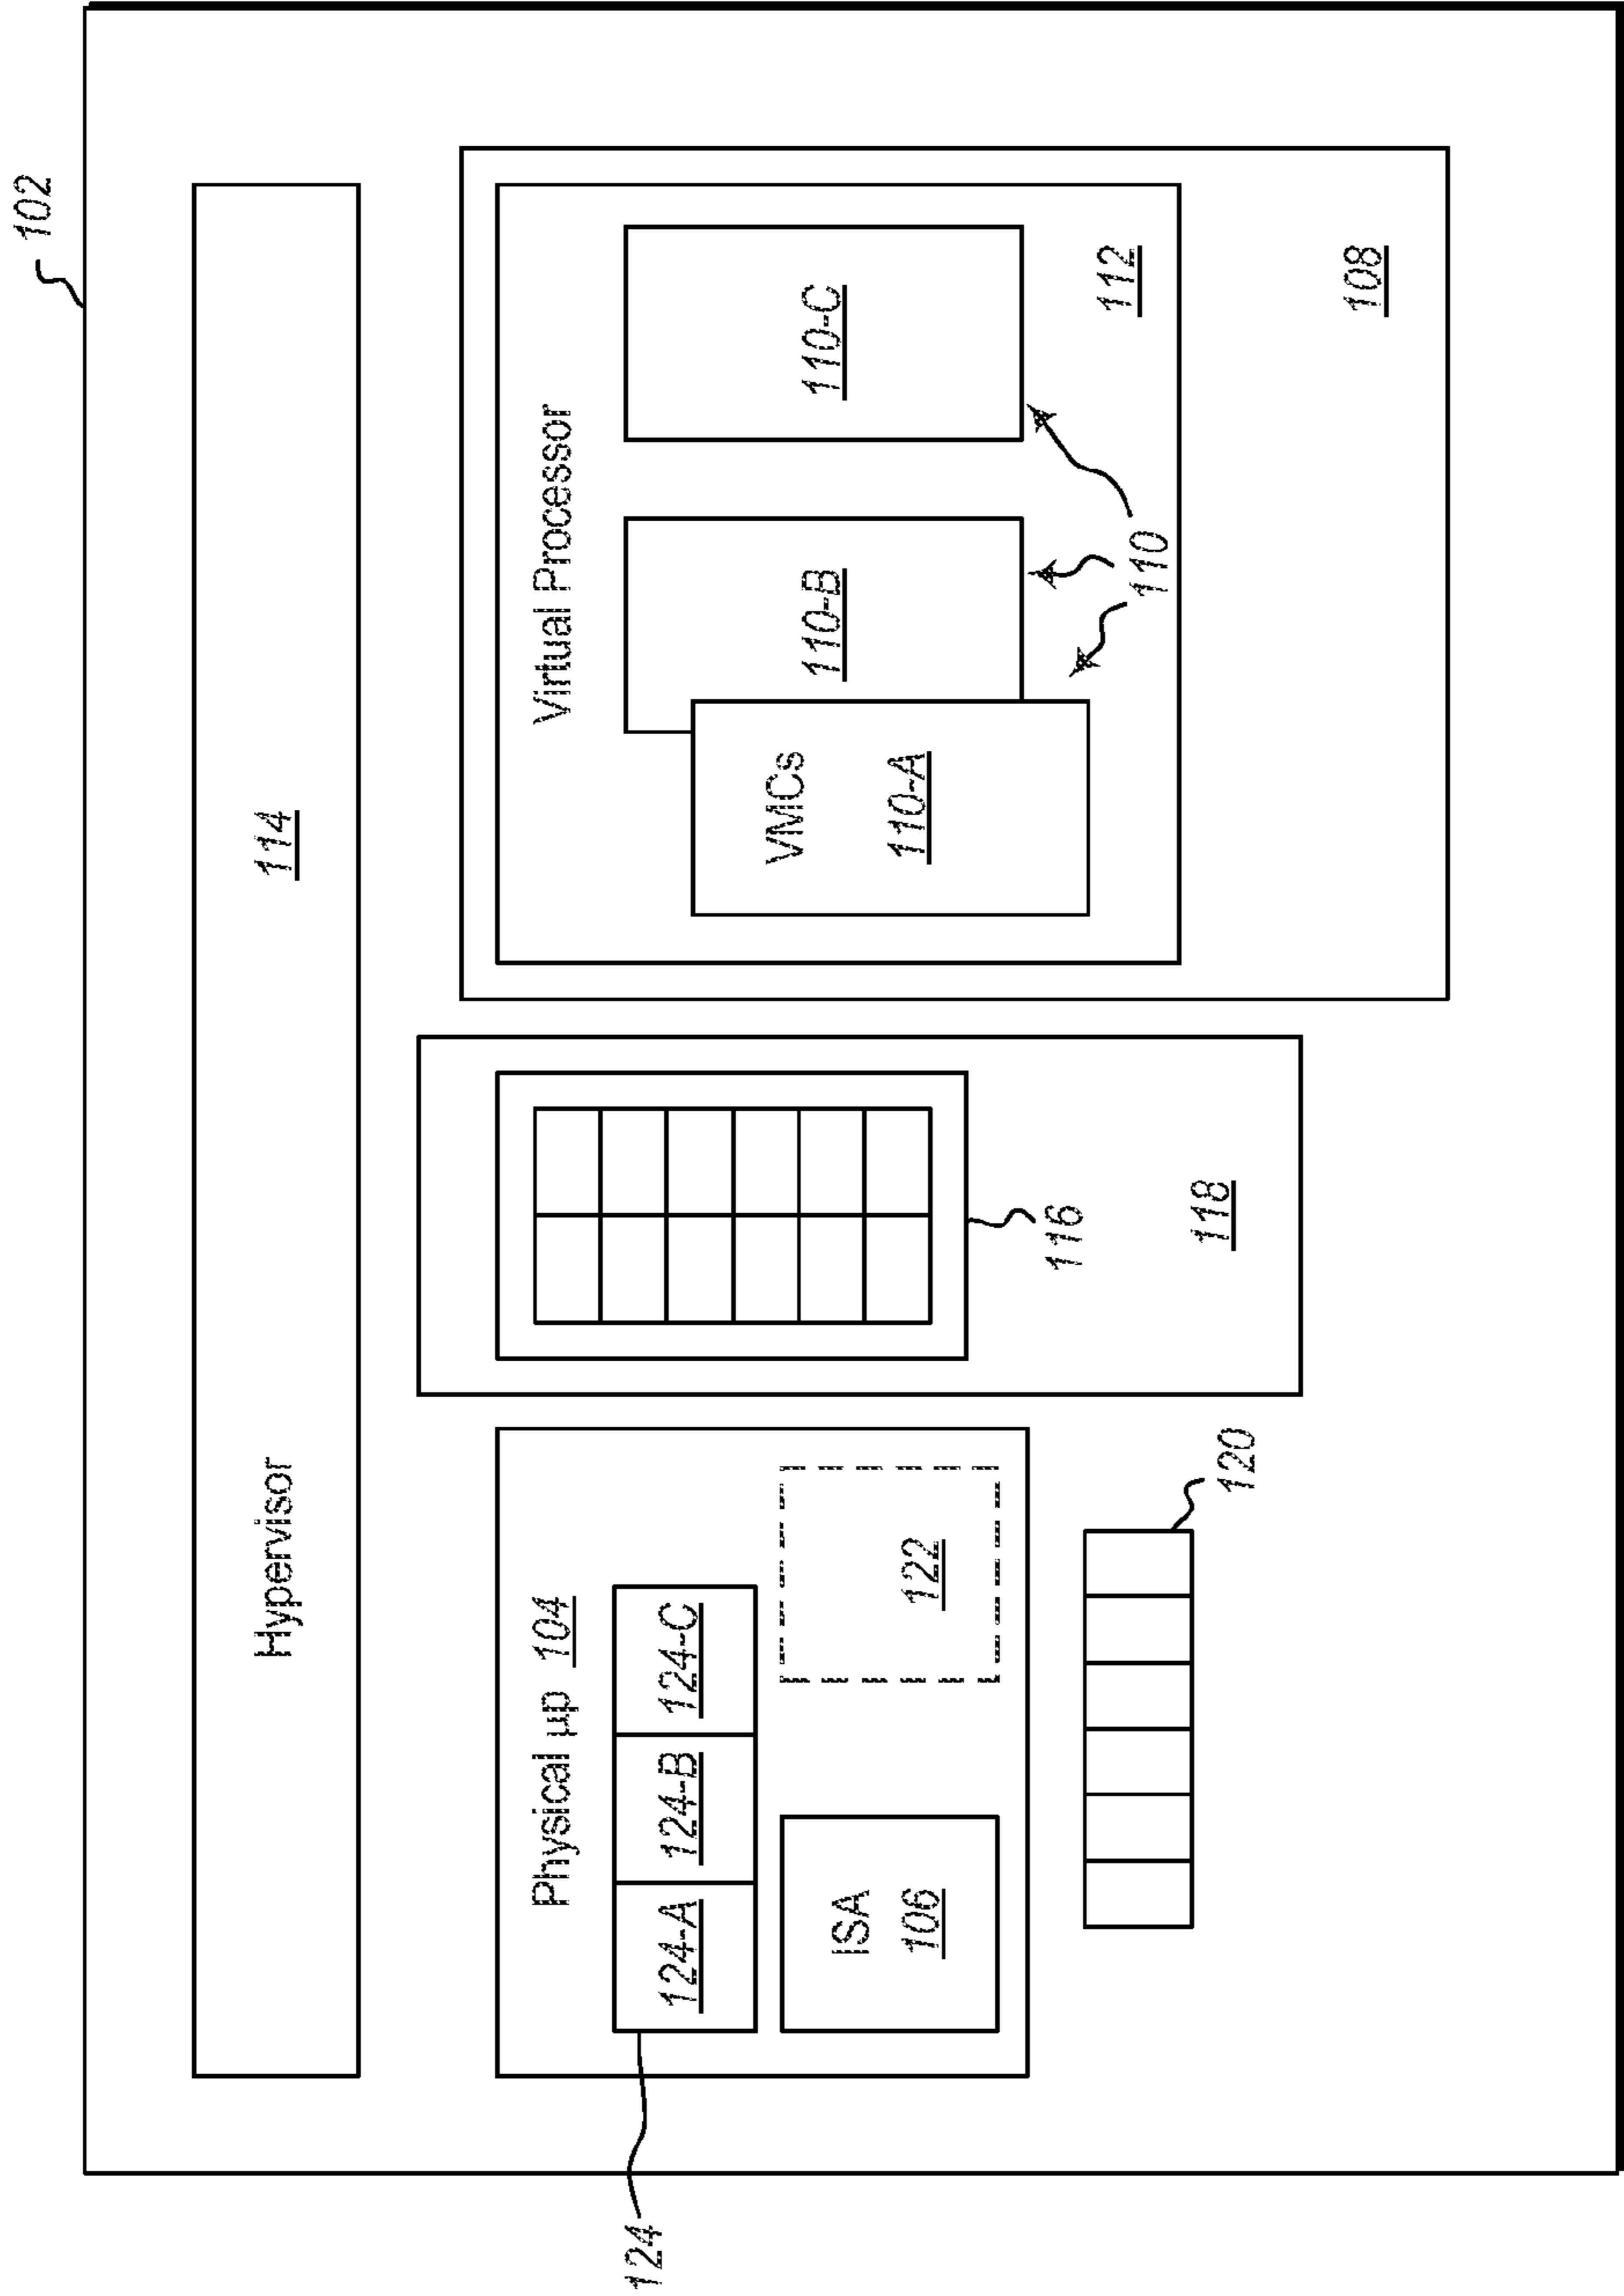 102
Hypervisor 114
Physical μp 104
124
124-A 124-B 124-C
ISA
106
122
120
116
118
Virtual Processor
VMCs
110-A
110-B
110-C
110
112
108